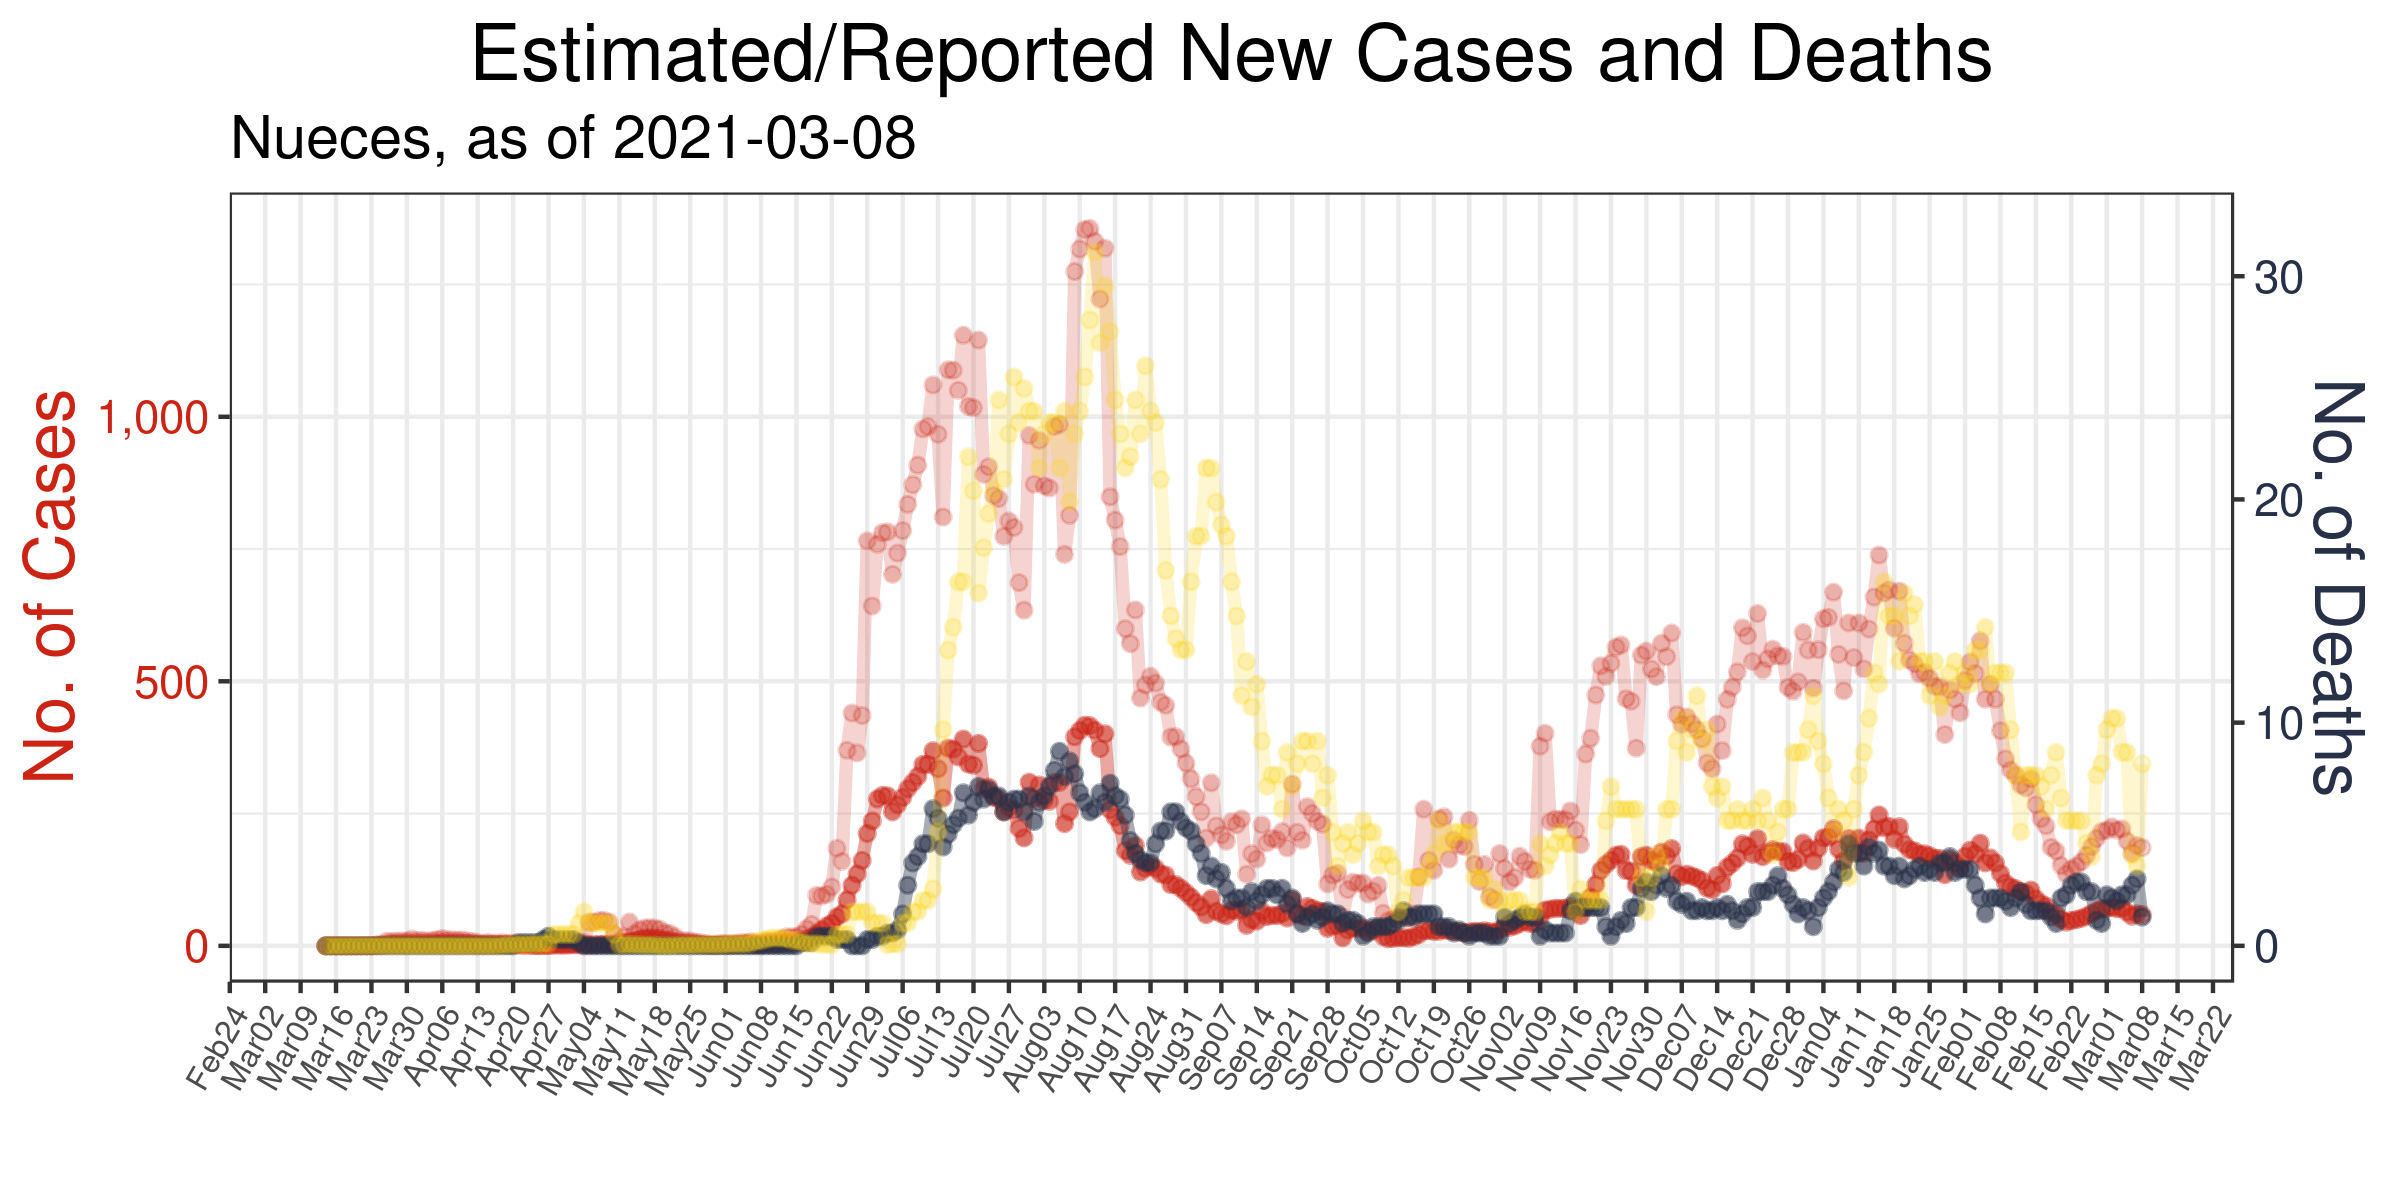 Estimated/Reported New Cases and Deaths
Nueces, as of 2021-03-08
No. of Cases
1,000
500
0
30
20
10
0
No. of Deaths
Feb24
Mar02
Mar09
Mar16
Mar23
Mar30
Apr06
Apr13
Apr20
Apr27
May04
May11
May18
May25
Jun01
Jun08
Jun15
Jun22
Jun29
Jul06
Jul13
Jul20
Jul27
Aug03
Aug10
Aug17
Aug24
Aug31
Sep07
Sep14
Sep21
Sep28
Oct05
Oct12
Oct19
Oct26
Nov02
Nov09
Nov16
Nov23
Nov30
Dec07
Dec14
Dec21
Dec28
Jan04
Jan11
Jan18
Jan25
Feb01
Feb08
Feb15
Feb22
Mar01
Mar08
Mar15
Mar22